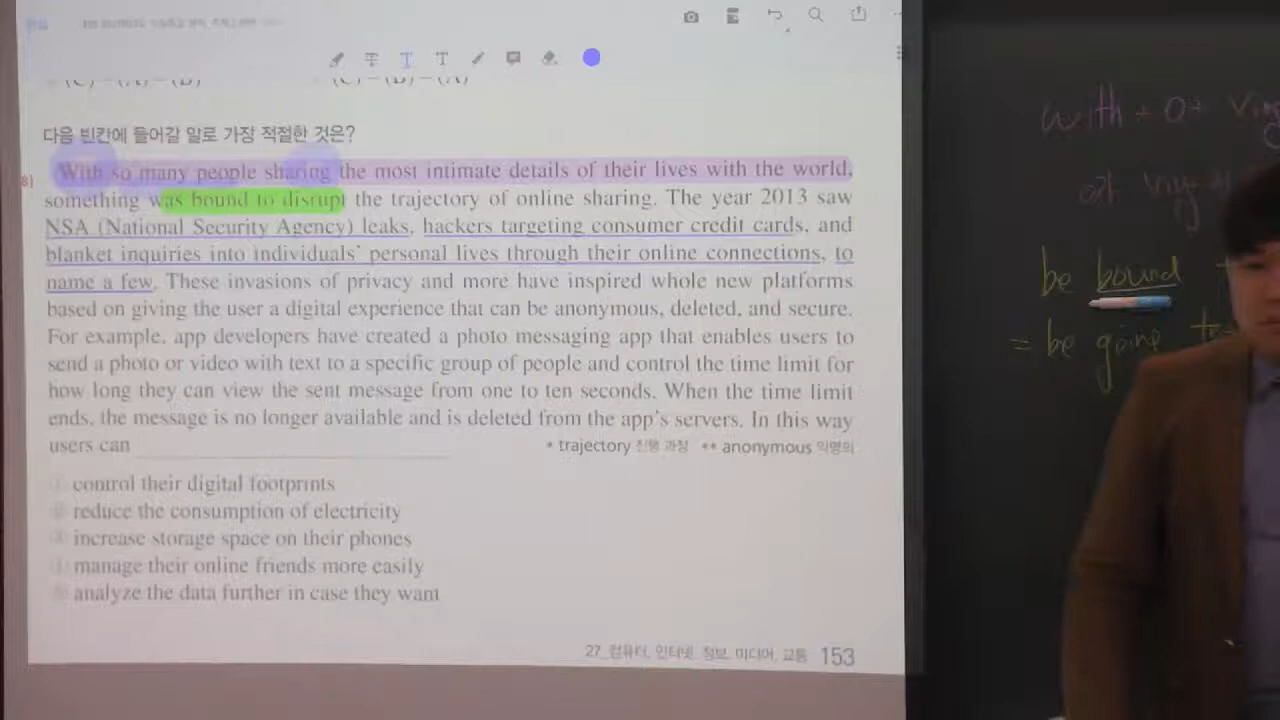 다음 빈칸에 들어갈 말로 가장 적절한 것은?
With so many people sharing the most intimate details of their lives with the world,
something was bound to disrupt the trajectory of online sharing. The year 2013 saw
NSA (National Security Agency) leaks, hackers targeting consumer credit cards, and
blanket inquiries into individuals' personal lives through their online connections, to
name a few. These invasions of privacy and more have inspired whole new platforms
based on giving the user a digital experience that can be anonymous, deleted, and secure.
For example, app developers have created a photo messaging app that enables users to
send a photo or video with text to a specific group of people and control the time limit for
how long they can view the sent message from one to ten seconds. When the time limit
ends, the message is no longer available and is deleted from the app's servers. In this way
users can
* trajectory 진행 과정 ** anonymous 익명의
① control their digital footprints
② reduce the consumption of electricity
③ increase storage space on their phones
④ manage their online friends more easily
⑤ analyze the data further in case they want
27 컴퓨터, 인터넷, 정보, 미디어, 교통 153
with + O +
be bound
= be going to